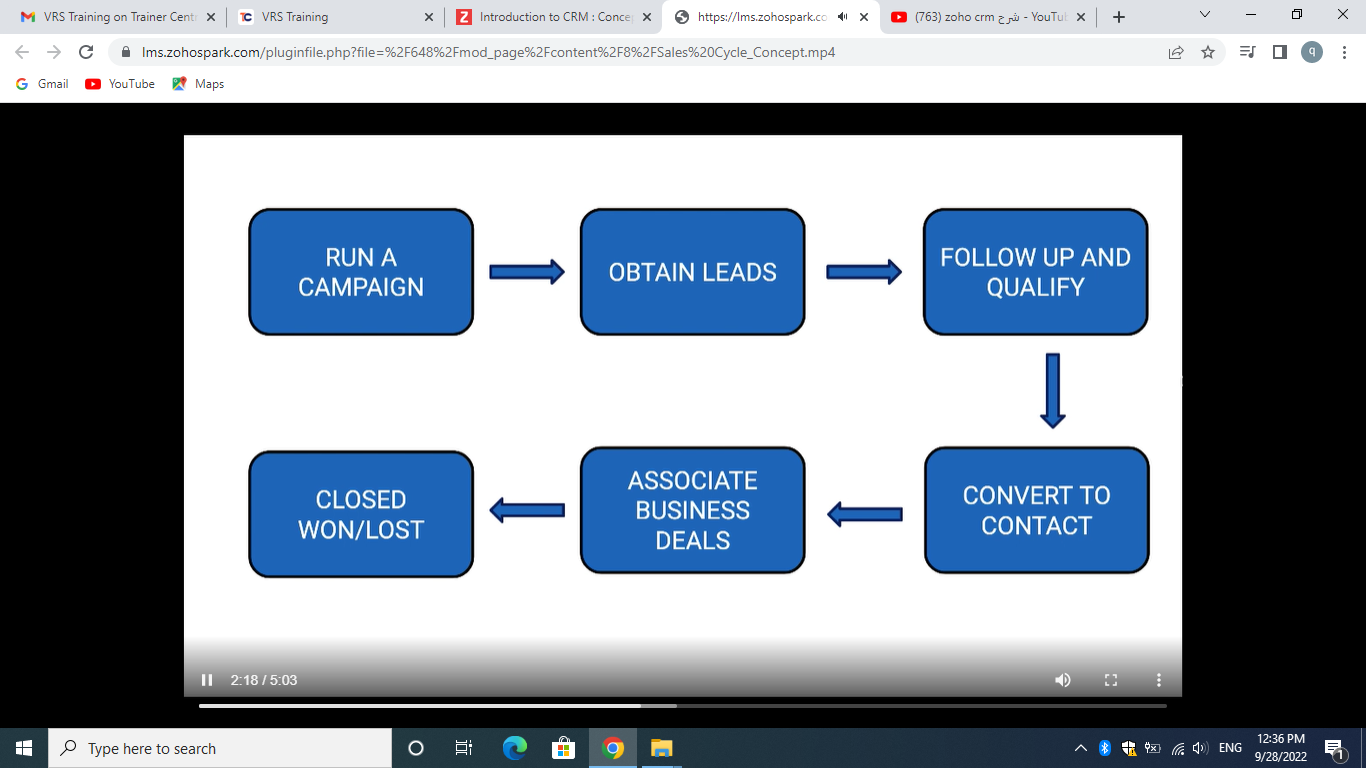 VRS Training on Trainer Cent
VRS Training
Introduction to CRM : Conce
https://lms.zohospark.co
(763) zoho crm شرح - YouTu
lms.zohospark.com/pluginfile.php?file=%2F648%2Fmod_page%2Fcontent%2F8%2FSales%20Cycle_Concept.mp4
q
Gmail
YouTube
Maps
RUN A
CAMPAIGN
OBTAIN LEADS
FOLLOW UP AND
QUALIFY
CLOSED
WON/LOST
ASSOCIATE
BUSINESS
DEALS
CONVERT TO
CONTACT
2:18 / 5:03
Type here to search
ENG
12:36 PM
9/28/2022
1